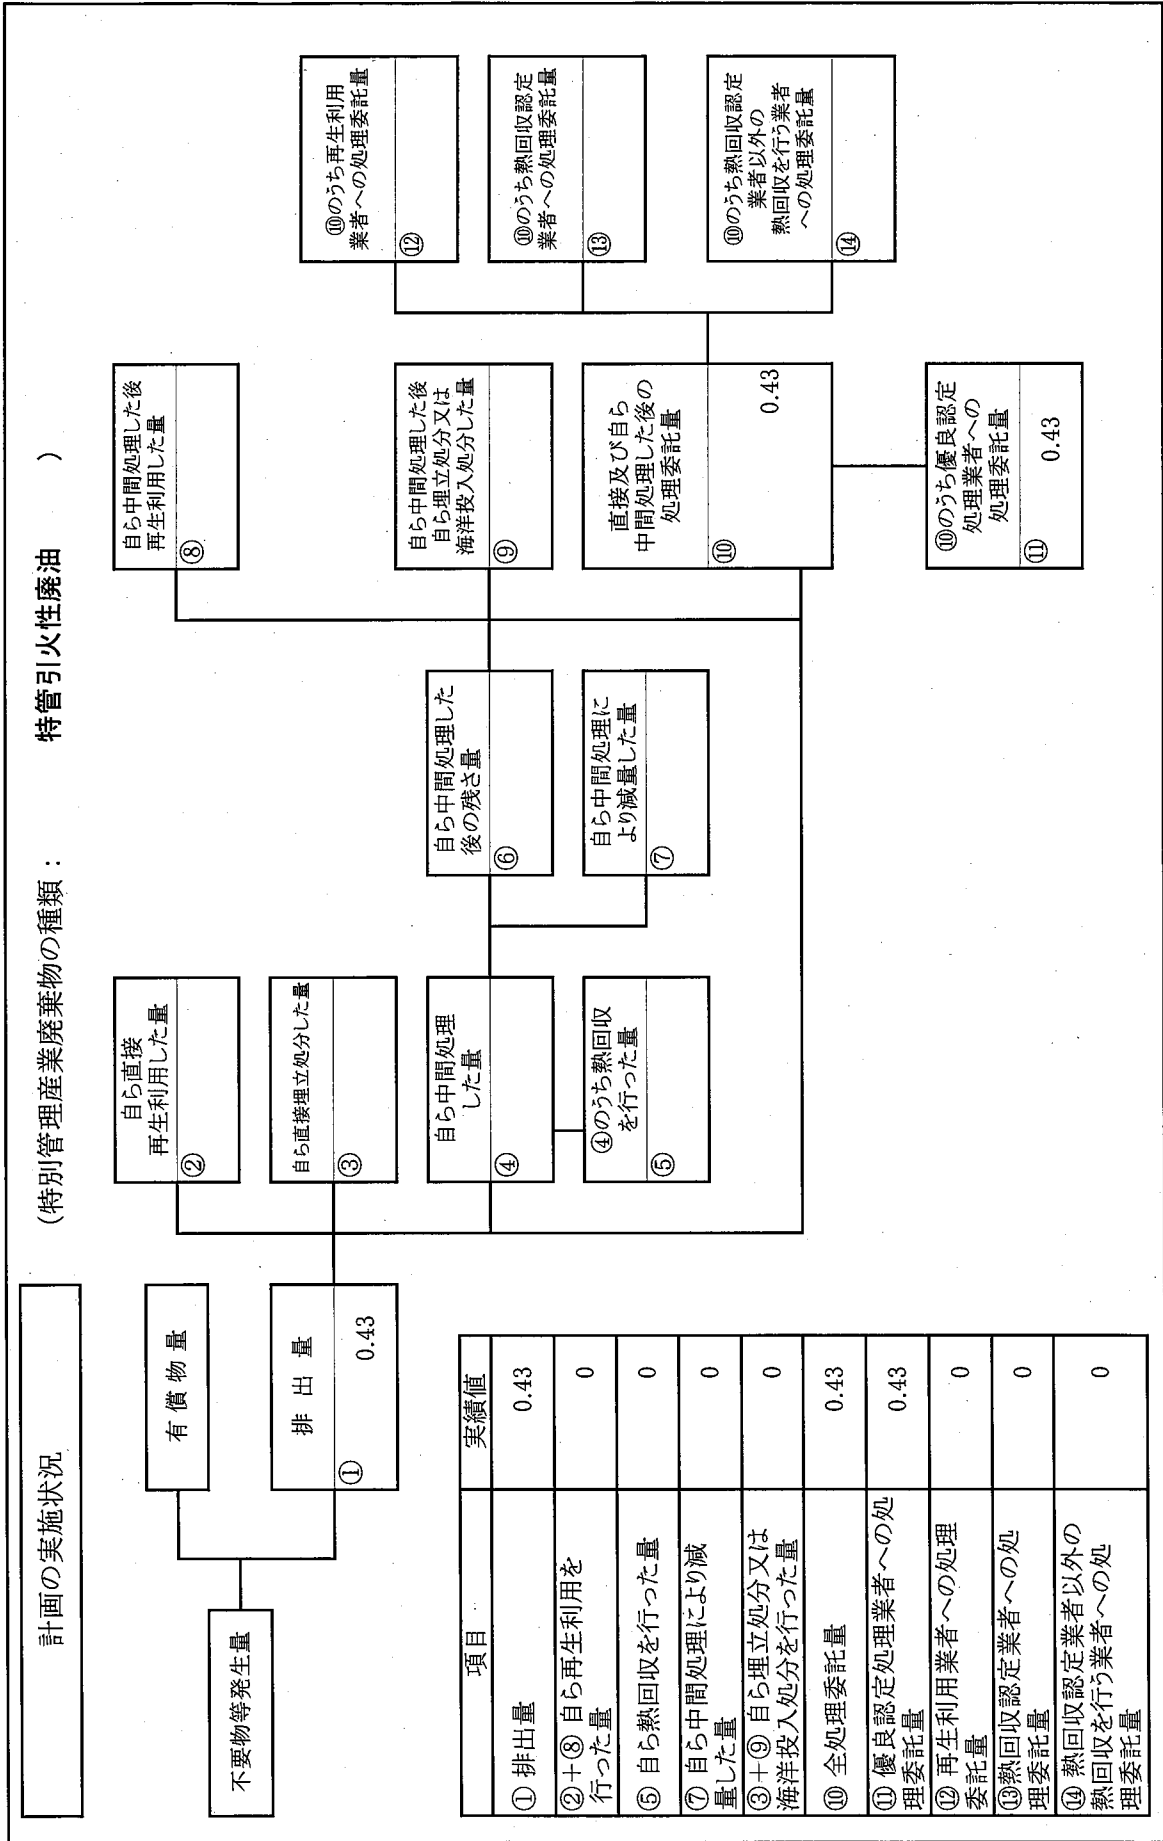 計画の実施状況
(特別管理産業廃棄物の種類： 特管引火性廃油 )
不要物等発生量
有償物量
排出量
①
0.43
自ら直接
再生利用した量
②
自ら直接埋立処分した量
③
自ら中間処理
した量
④
④のうち熱回収
を行った量
⑤
自ら中間処理した
後の残さ量
⑥
自ら中間処理に
より減量した量
⑦
自ら中間処理した後
再生利用した量
⑧
自ら中間処理した後
自ら埋立処分又は
海洋投入処分した量
⑨
直接及び自ら
中間処理した後の
処理委託量
⑩
0.43
⑩のうち優良認定
処理業者への
処理委託量
⑪
0.43
⑩のうち再生利用
業者への処理委託量
⑫
⑩のうち熱回収認定
業者への処理委託量
⑬
⑩のうち熱回収認定
業者以外の
熱回収を行う業者
への処理委託量
⑭
項目 実績値
① 排出量 0.43
②＋⑧ 自ら再生利用を
行った量 0
⑤ 自ら熱回収を行った量 0
⑦ 自ら中間処理により減
量した量 0
③＋⑨ 自ら埋立処分又は
海洋投入処分を行った量 0
⑩ 全処理委託量 0.43
⑪ 優良認定処理業者への処
理委託量 0.43
⑫ 再生利用業者への処理
委託量 0
⑬熱回収認定業者への処
理委託量 0
⑭ 熱回収認定業者以外の
熱回収を行う業者への処
理委託量 0